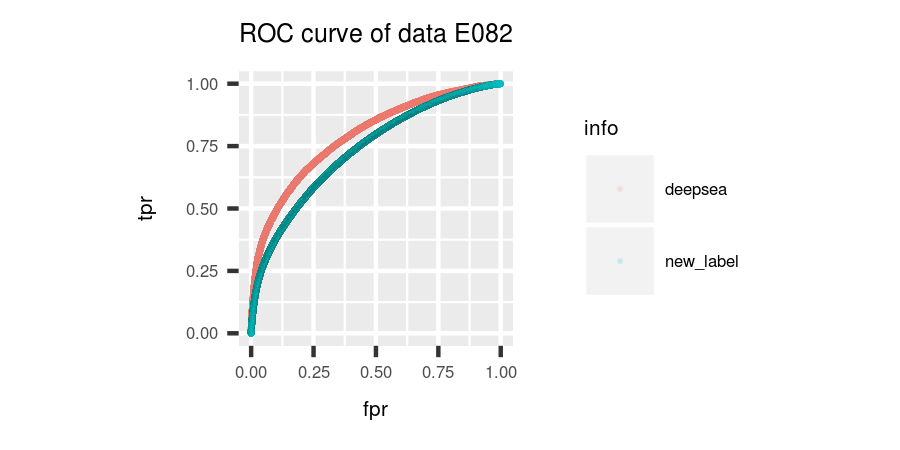 ROC curve of data E082
tpr
1.00
0.75
0.50
0.25
0.00
0.00 0.25 0.50 0.75 1.00
fpr
info
deepsea
new_label